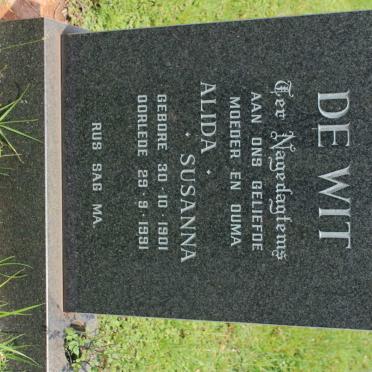 DE WIT
Ter Nagedagtenis
AAN ONS GELIEFDE
MOEDER EN OUMA
ALIDA · 
· SUSANNA
GEBORE 30·10·1901
OORLEDE 29·9·1991
RUS SAG MA